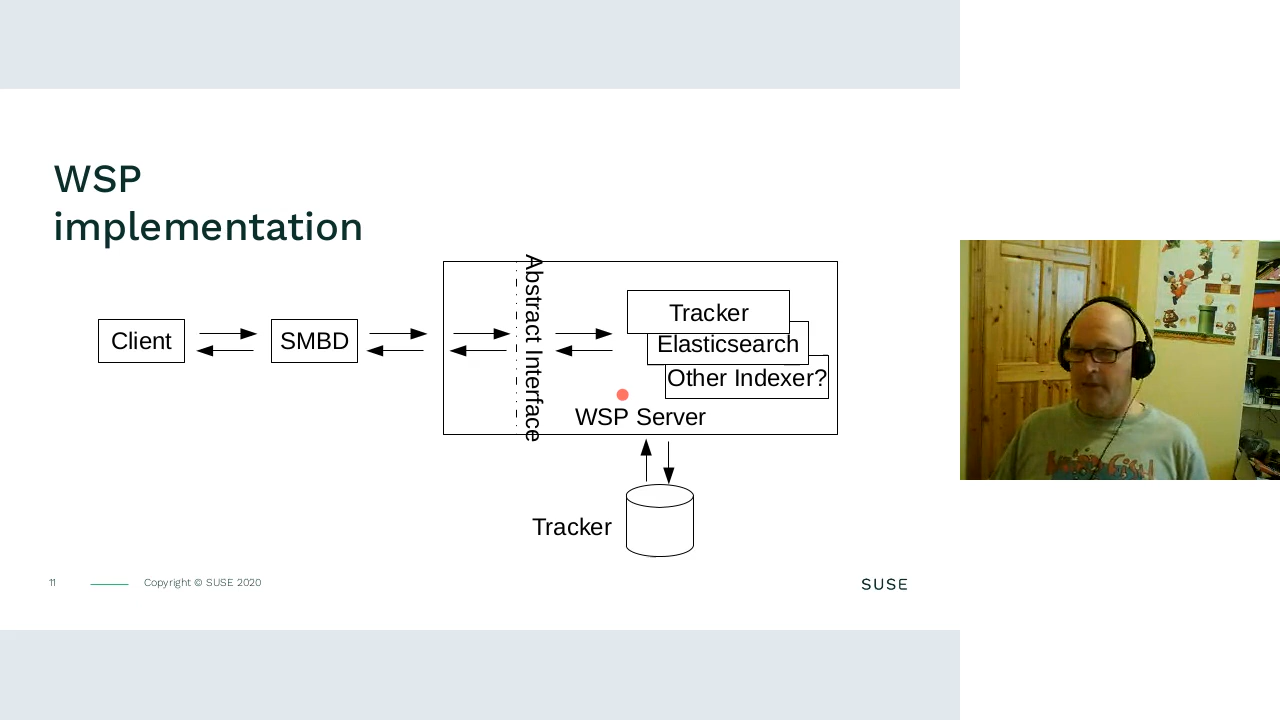 WSP
implementation
Client
SMBD
Abstract Interface
Tracker
Elasticsearch
Other Indexer?
WSP Server
Tracker
11
Copyright © SUSE 2020
SUSE